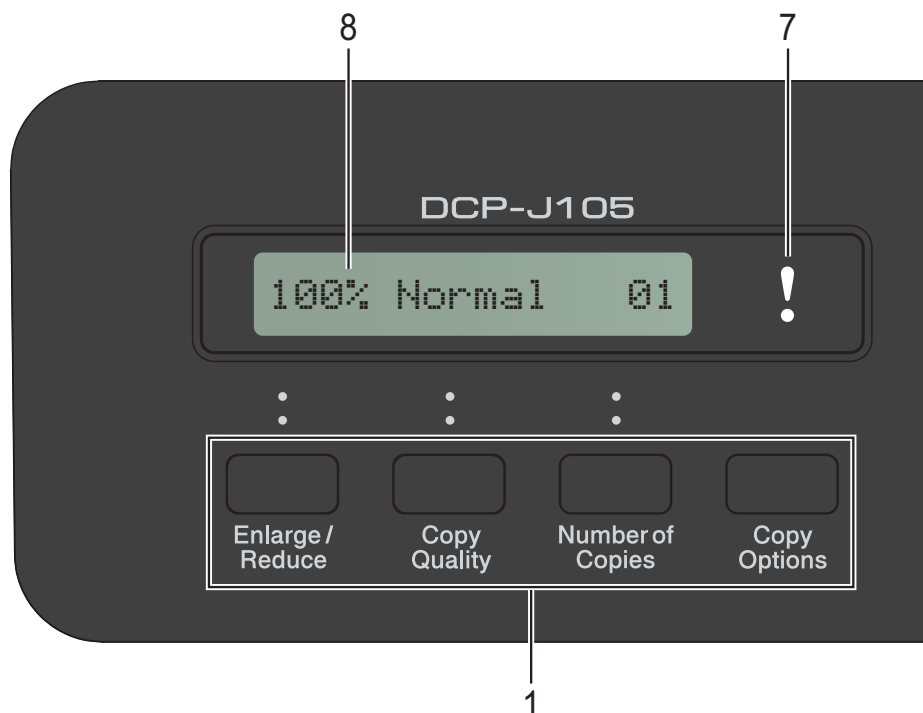 8 7
DCP-J105
100% Normal 01
!
Enlarge /
Reduce
Copy
Quality
Number of
Copies
Copy
Options
1